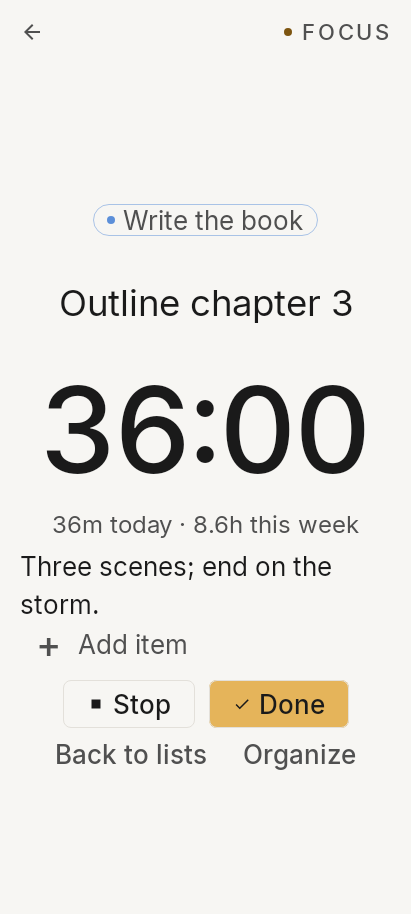 FOCUS
Write the book
Outline chapter 3
36:00
36m today · 8.6h this week
Three scenes; end on the
storm.
+ Add item
Stop
Done
Back to lists
Organize